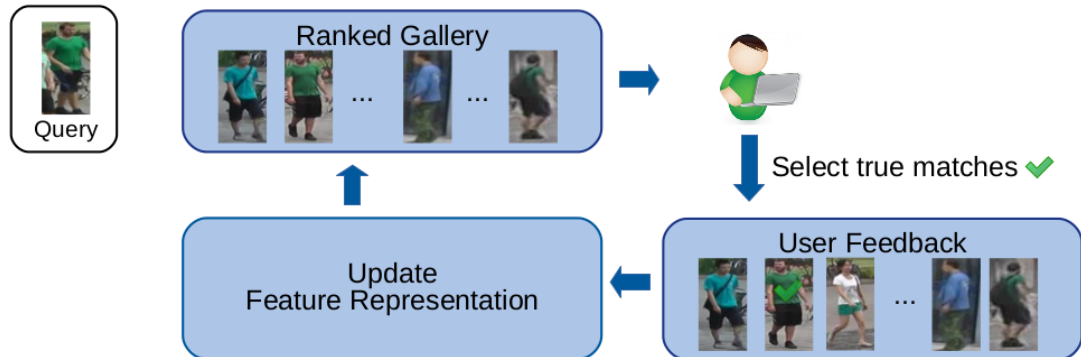 Ranked Gallery
... ...
Query
Select true matches
User Feedback
...
Update
Feature Representation